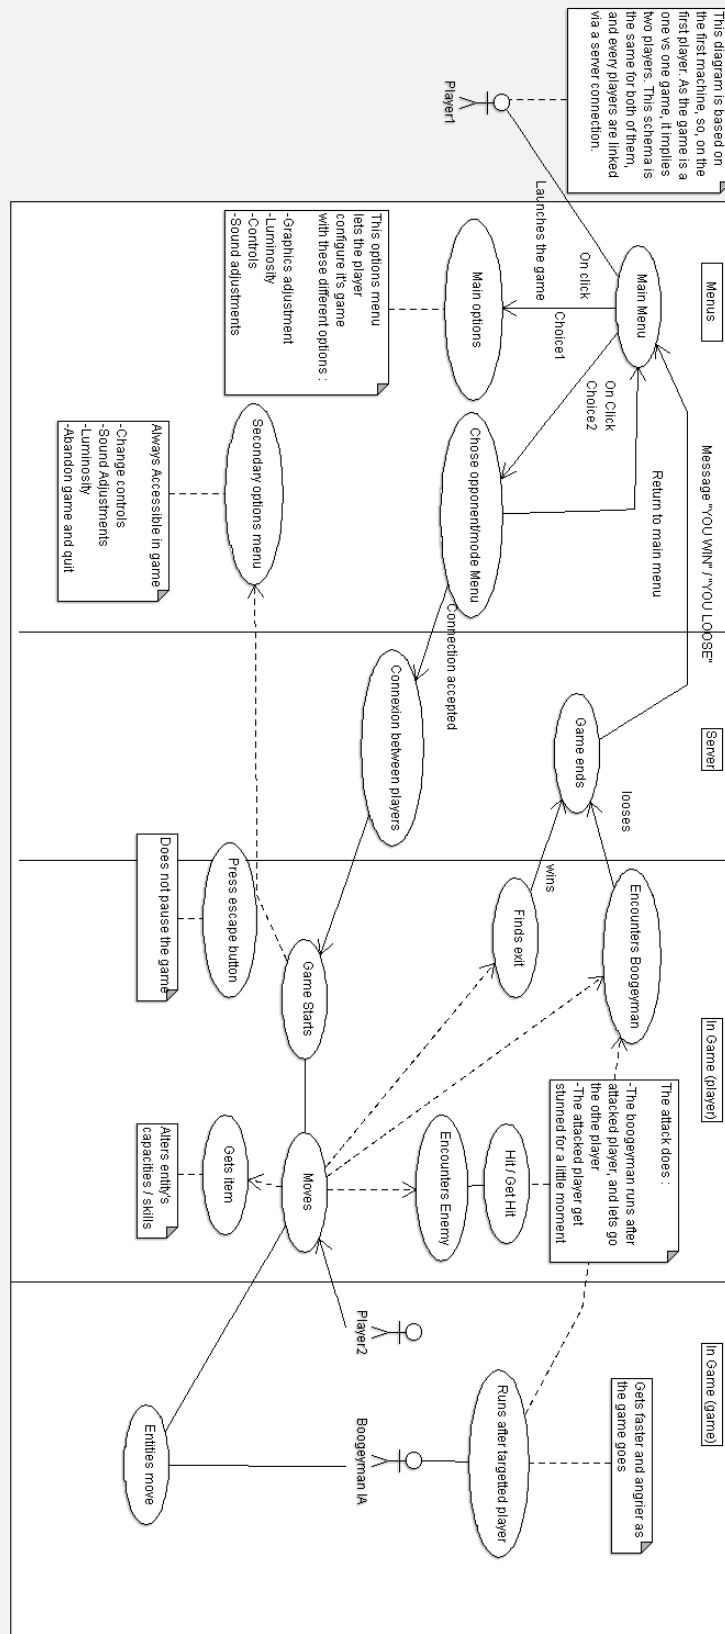 This diagram is based on
the first machine, so, on the
first player. As the game is a
one vs one game, it implies
two players. This schema is
the same for both of them,
and every players are linked
via a server connection.
Player1
Launches the game
Menus
Main Menu
On click
Choice1
Main options
This options menu
lets the player
configure it's game
with these different options :
-Graphics adjustment
-Luminosity
-Controls
-Sound adjustments
On Click
Choice2
Chose opponent/mode Menu
Return to main menu
Message "YOU WIN" / "YOU LOOSE"
Secondary options menu
Always Accessible in game
-Change controls
-Sound Adjustments
-Luminosity
-Abandon game and quit
Connection accepted
Server
Game ends
Connexion between players
looses
wins
In Game (player)
Encounters Boogeyman
Finds exit
Game Starts
Press escape button
Does not pause the game
The attack does :
-The boogeyman runs after
attacked player, and lets go
the othe player
-The attacked player get
stunned for a little moment
Hit / Get Hit
Encounters Enemy
Moves
Gets item
Alters entity's
capacities / skills
In Game (game)
Player2
Gets faster and angrier as
the game goes
Runs after targetted player
Boogeyman IA
Entities move